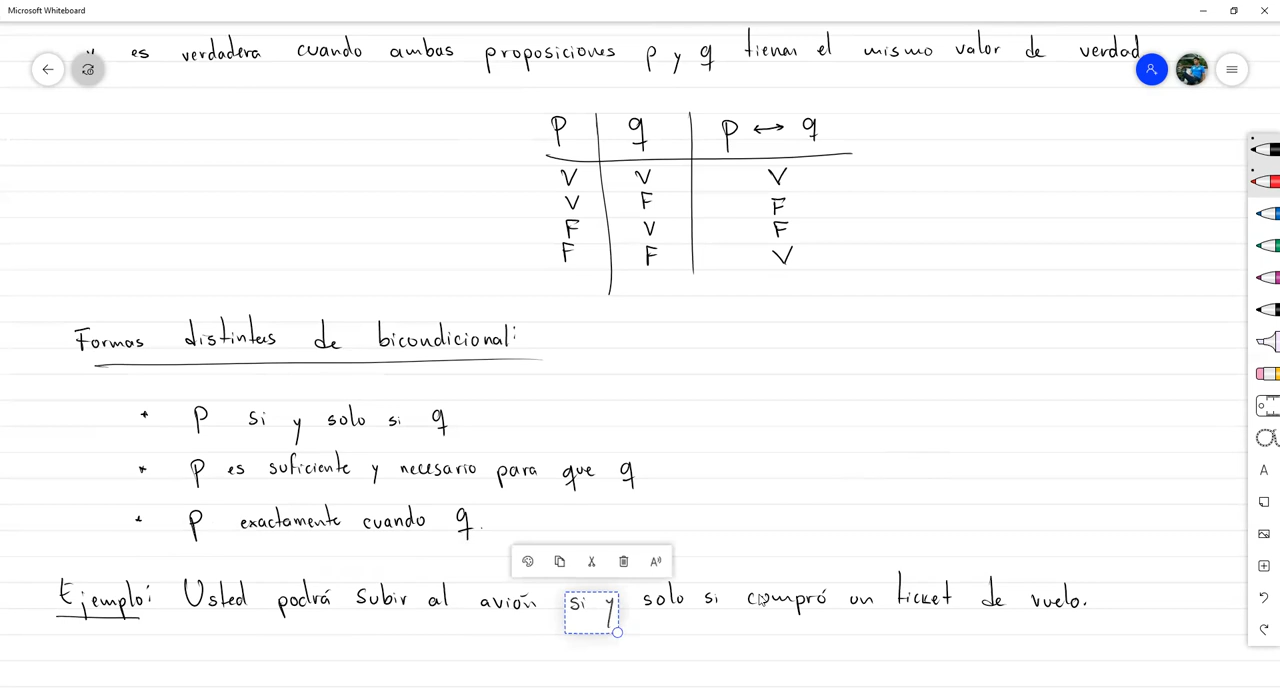 Microsoft Whiteboard
y es verdadera cuando ambas proposiciones p y q tienen el mismo valor de verdad
p q p ↔ q
V V V
V F F
F V F
F F V
Formas distintas de bicondicional:
* p si y solo si q
* p es suficiente y necesario para que q
* p exactamente cuando q.
Ejemplo: Usted podrá subir al avión si y solo si compró un ticket de vuelo.